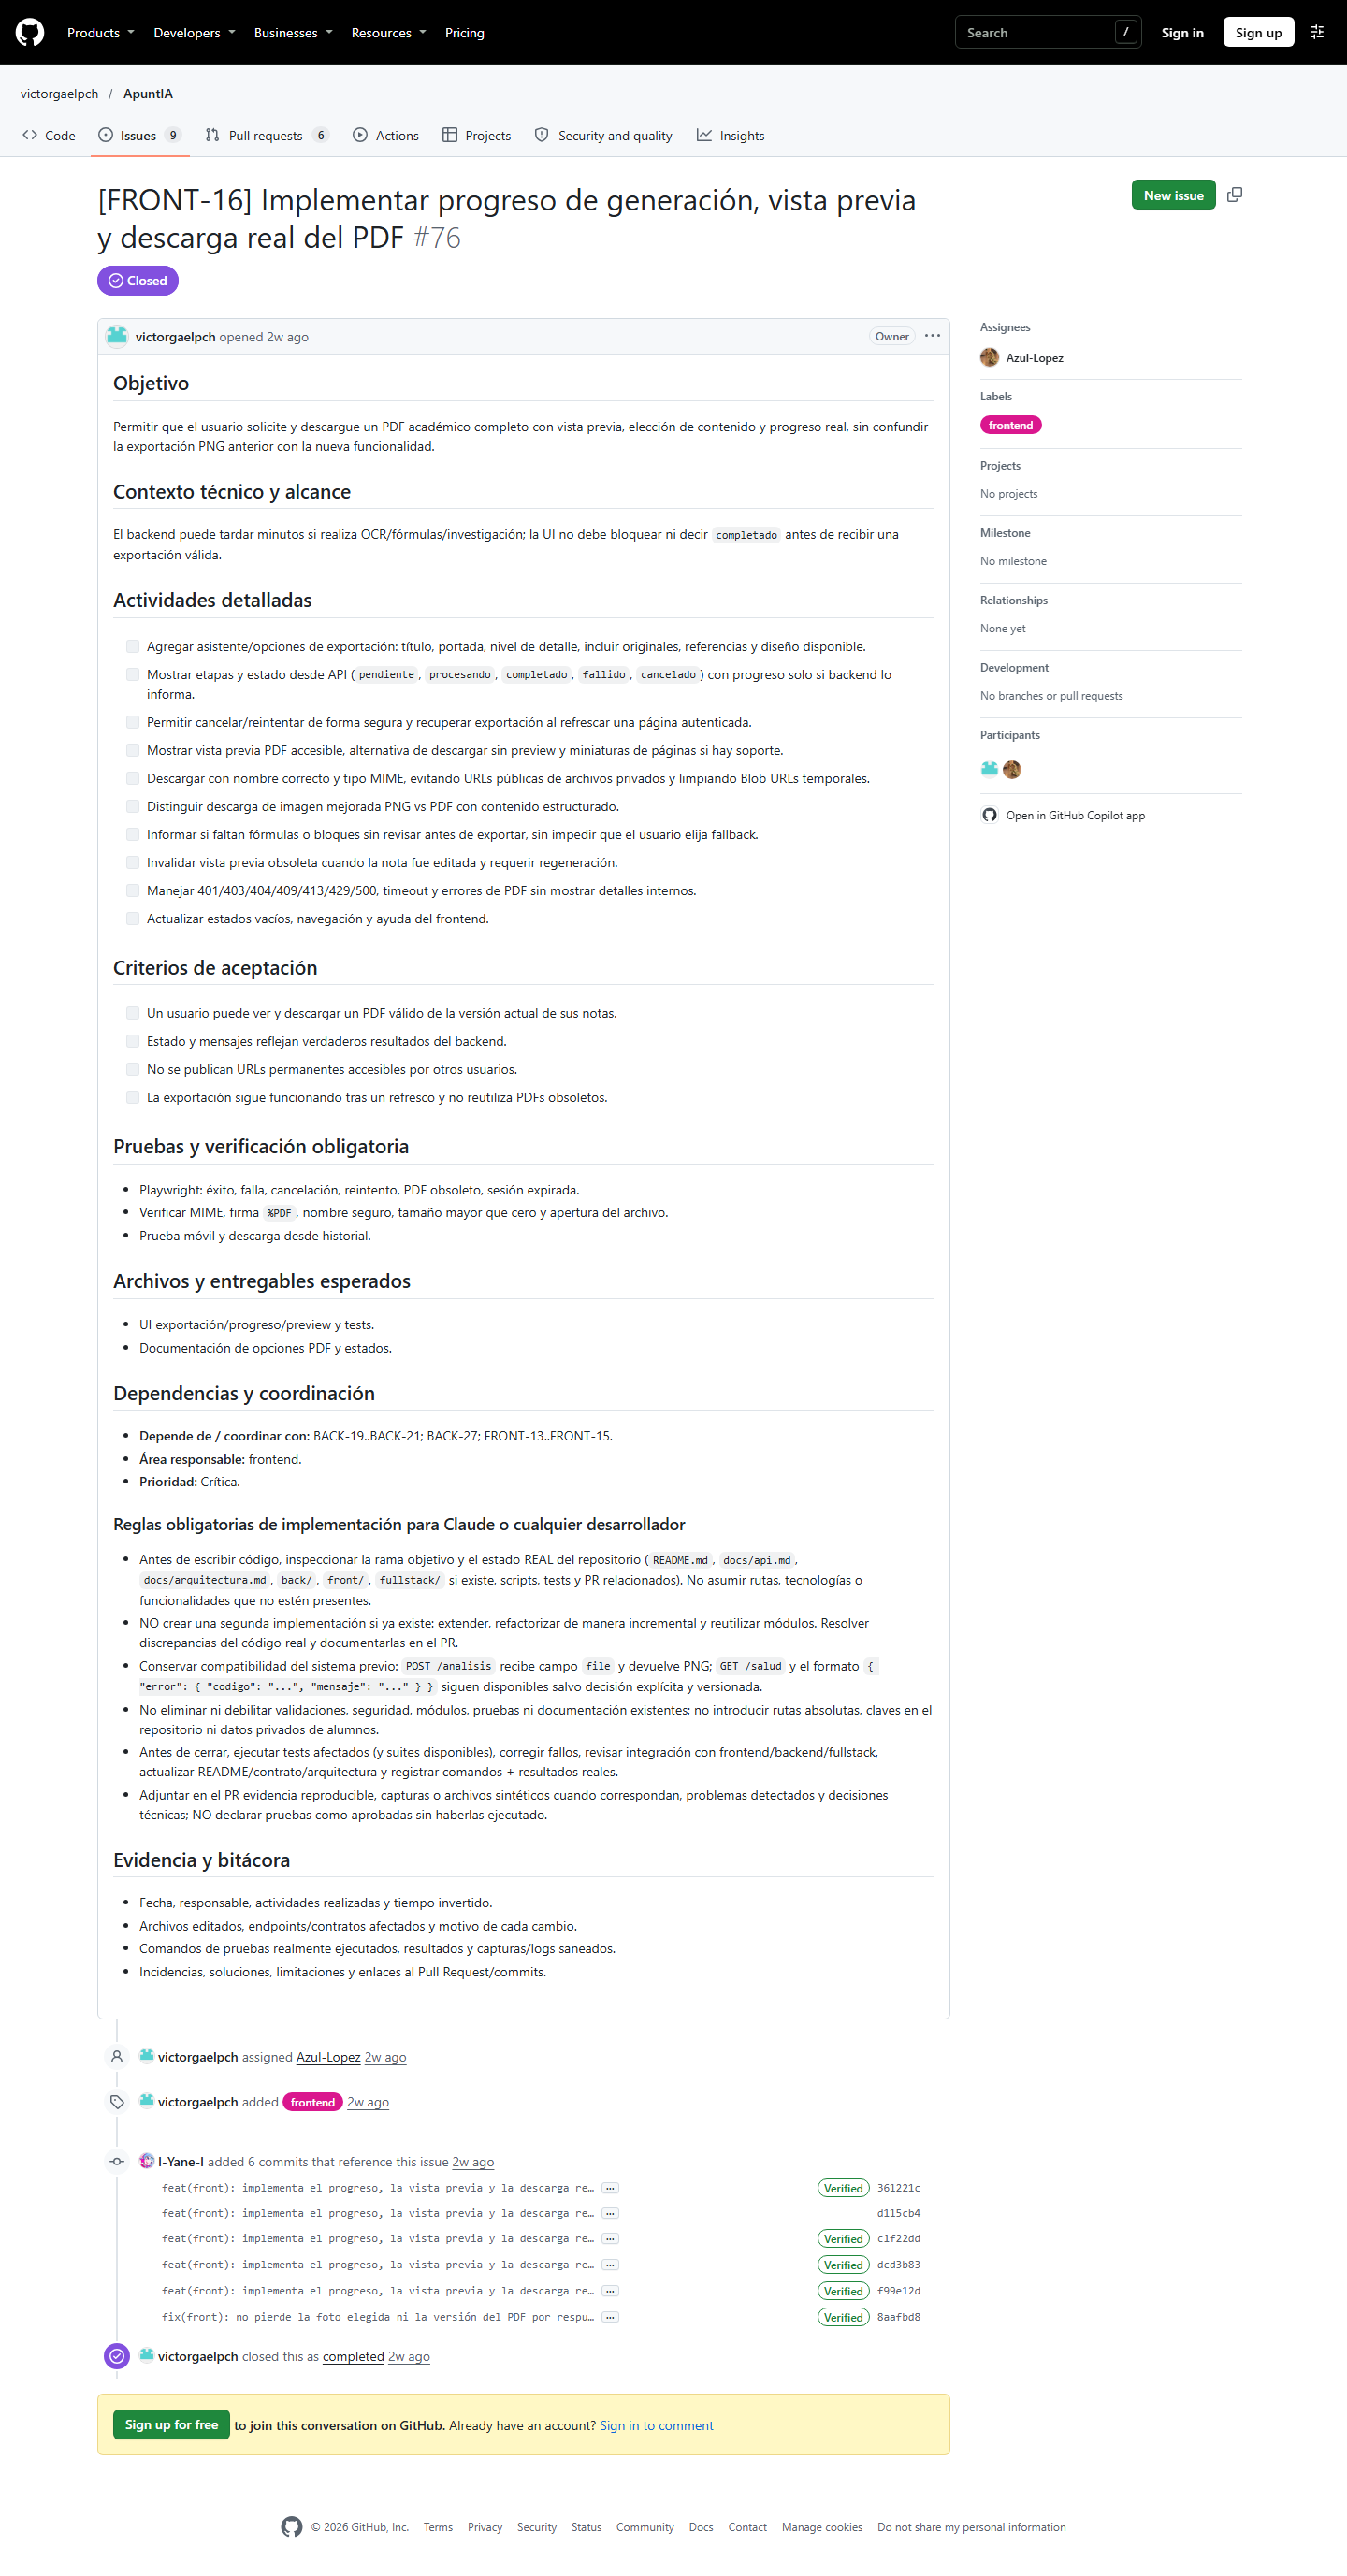 Products Developers Businesses Resources Pricing Search / Sign in Sign up
victorgaelpch / ApuntIA
Code Issues 9 Pull requests 6 Actions Projects Security and quality Insights
[FRONT-16] Implementar progreso de generación, vista previa
y descarga real del PDF #76
New issue
Closed
victorgaelpch opened 2w ago Owner
Objetivo
Permitir que el usuario solicite y descargue un PDF académico completo con vista previa, elección de contenido y progreso real, sin confundir
la exportación PNG anterior con la nueva funcionalidad.
Contexto técnico y alcance
El backend puede tardar minutos si realiza OCR/fórmulas/investigación; la UI no debe bloquear ni decir completado antes de recibir una
exportación válida.
Actividades detalladas
Agregar asistente/opciones de exportación: título, portada, nivel de detalle, incluir originales, referencias y diseño disponible.
Mostrar etapas y estado desde API ( pendiente , procesando , completado , fallido , cancelado ) con progreso solo si backend lo
informa.
Permitir cancelar/reintentar de forma segura y recuperar exportación al refrescar una página autenticada.
Mostrar vista previa PDF accesible, alternativa de descargar sin preview y miniaturas de páginas si hay soporte.
Descargar con nombre correcto y tipo MIME, evitando URLs públicas de archivos privados y limpiando Blob URLs temporales.
Distinguir descarga de imagen mejorada PNG vs PDF con contenido estructurado.
Informar si faltan fórmulas o bloques sin revisar antes de exportar, sin impedir que el usuario elija fallback.
Invalidar vista previa obsoleta cuando la nota fue editada y requerir regeneración.
Manejar 401/403/404/409/413/429/500, timeout y errores de PDF sin mostrar detalles internos.
Actualizar estados vacíos, navegación y ayuda del frontend.
Criterios de aceptación
Un usuario puede ver y descargar un PDF válido de la versión actual de sus notas.
Estado y mensajes reflejan verdaderos resultados del backend.
No se publican URLs permanentes accesibles por otros usuarios.
La exportación sigue funcionando tras un refresco y no reutiliza PDFs obsoletos.
Pruebas y verificación obligatoria
Playwright: éxito, falla, cancelación, reintento, PDF obsoleto, sesión expirada.
Verificar MIME, firma %PDF , nombre seguro, tamaño mayor que cero y apertura del archivo.
Prueba móvil y descarga desde historial.
Archivos y entregables esperados
UI exportación/progreso/preview y tests.
Documentación de opciones PDF y estados.
Dependencias y coordinación
Depende de / coordinar con: BACK-19..BACK-21; BACK-27; FRONT-13..FRONT-15.
Área responsable: frontend.
Prioridad: Crítica.
Reglas obligatorias de implementación para Claude o cualquier desarrollador
Antes de escribir código, inspeccionar la rama objetivo y el estado REAL del repositorio ( README.md , docs/api.md ,
docs/arquitectura.md , back/ , front/ , fullstack/ si existe, scripts, tests y PR relacionados). No asumir rutas, tecnologías o
funcionalidades que no estén presentes.
NO crear una segunda implementación si ya existe: extender, refactorizar de manera incremental y reutilizar módulos. Resolver
discrepancias del código real y documentarlas en el PR.
Conservar compatibilidad del sistema previo: POST /analisis recibe campo file y devuelve PNG; GET /salud y el formato {
"error": { "codigo": "...", "mensaje": "..." } } siguen disponibles salvo decisión explícita y versionada.
No eliminar ni debilitar validaciones, seguridad, módulos, pruebas ni documentación existentes; no introducir rutas absolutas, claves en el
repositorio ni datos privados de alumnos.
Antes de cerrar, ejecutar tests afectados (y suites disponibles), corregir fallos, revisar integración con frontend/backend/fullstack,
actualizar README/contrato/arquitectura y registrar comandos + resultados reales.
Adjuntar en el PR evidencia reproducible, capturas o archivos sintéticos cuando correspondan, problemas detectados y decisiones
técnicas; NO declarar pruebas como aprobadas sin haberlas ejecutado.
Evidencia y bitácora
Fecha, responsable, actividades realizadas y tiempo invertido.
Archivos editados, endpoints/contratos afectados y motivo de cada cambio.
Comandos de pruebas realmente ejecutados, resultados y capturas/logs saneados.
Incidencias, soluciones, limitaciones y enlaces al Pull Request/commits.
Assignees
Azul-Lopez
Labels
frontend
Projects
No projects
Milestone
No milestone
Relationships
None yet
Development
No branches or pull requests
Participants
Open in GitHub Copilot app
victorgaelpch assigned Azul-Lopez 2w ago
victorgaelpch added frontend 2w ago
I-Yane-I added 6 commits that reference this issue 2w ago
feat(front): implementa el progreso, la vista previa y la descarga re… ... Verified 361221c
feat(front): implementa el progreso, la vista previa y la descarga re… ... d115cb4
feat(front): implementa el progreso, la vista previa y la descarga re… ... Verified c1f22dd
feat(front): implementa el progreso, la vista previa y la descarga re… ... Verified dcd3b83
feat(front): implementa el progreso, la vista previa y la descarga re… ... Verified f99e12d
fix(front): no pierde la foto elegida ni la versión del PDF por respu… ... Verified 8aafbd8
victorgaelpch closed this as completed 2w ago
Sign up for free to join this conversation on GitHub. Already have an account? Sign in to comment
© 2026 GitHub, Inc. Terms Privacy Security Status Community Docs Contact Manage cookies Do not share my personal information